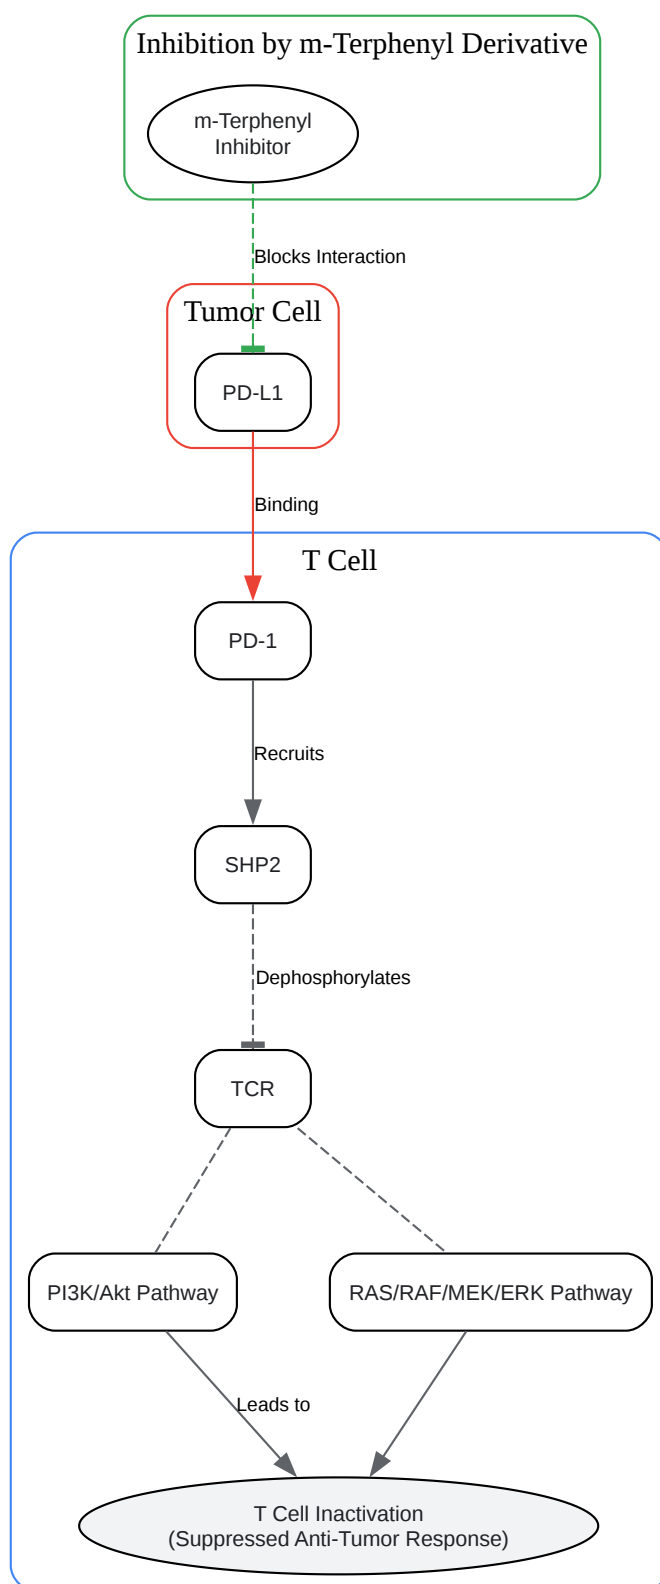 Inhibition by m-Terphenyl Derivative
m-Terphenyl
Inhibitor
Blocks Interaction
Tumor Cell
PD-L1
Binding
T Cell
PD-1
Recruits
SHP2
Dephosphorylates
TCR
PI3K/Akt Pathway
RAS/RAF/MEK/ERK Pathway
Leads to
T Cell Inactivation
(Suppressed Anti-Tumor Response)